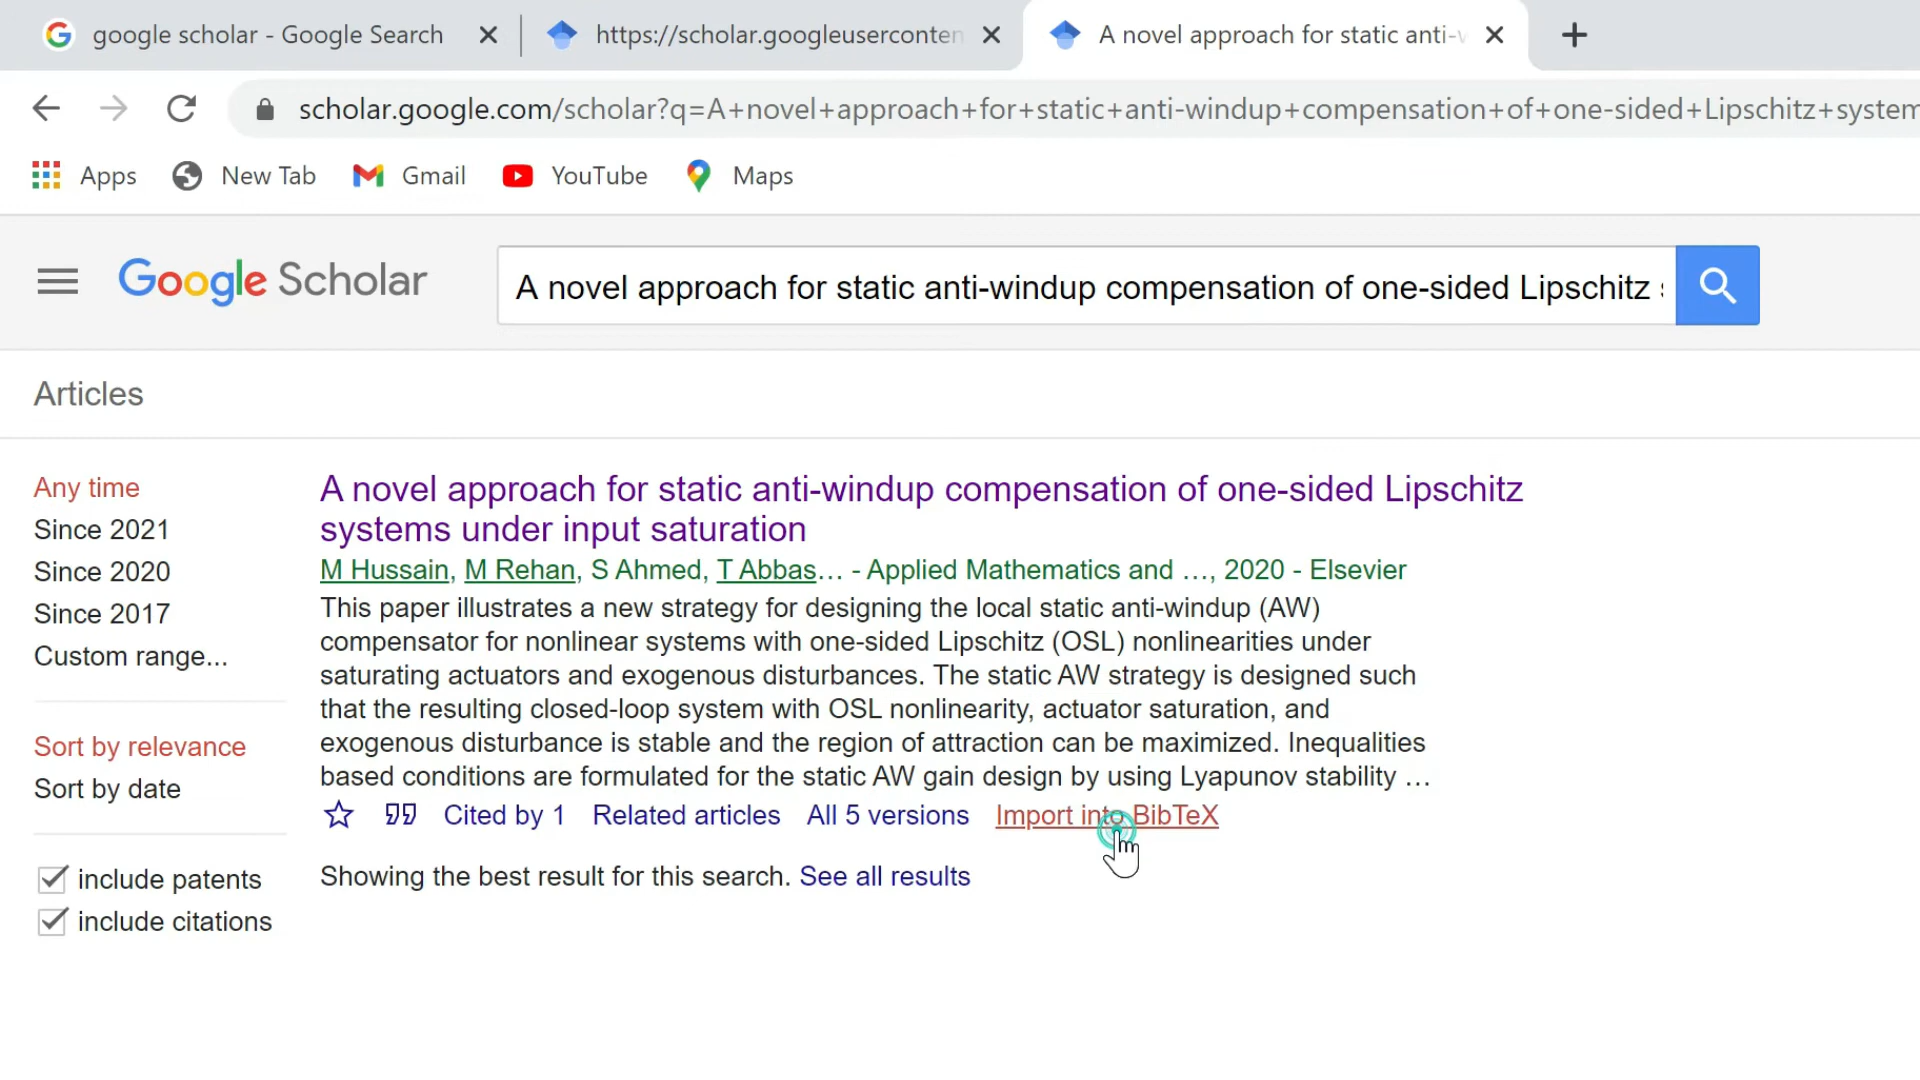 google scholar - Google Search
https://scholar.googleuserconten
A novel approach for static anti-w
scholar.google.com/scholar?q=A+novel+approach+for+static+anti-windup+compensation+of+one-sided+Lipschitz+system
Apps
New Tab
Gmail
YouTube
Maps
Google Scholar
A novel approach for static anti-windup compensation of one-sided Lipschitz
Articles
Any time
Since 2021
Since 2020
Since 2017
Custom range...
Sort by relevance
Sort by date
include patents
include citations
A novel approach for static anti-windup compensation of one-sided Lipschitz
systems under input saturation
M Hussain, M Rehan, S Ahmed, T Abbas… - Applied Mathematics and …, 2020 - Elsevier
This paper illustrates a new strategy for designing the local static anti-windup (AW)
compensator for nonlinear systems with one-sided Lipschitz (OSL) nonlinearities under
saturating actuators and exogenous disturbances. The static AW strategy is designed such
that the resulting closed-loop system with OSL nonlinearity, actuator saturation, and
exogenous disturbance is stable and the region of attraction can be maximized. Inequalities
based conditions are formulated for the static AW gain design by using Lyapunov stability …
Cited by 1 Related articles All 5 versions Import into BibTeX
Showing the best result for this search. See all results